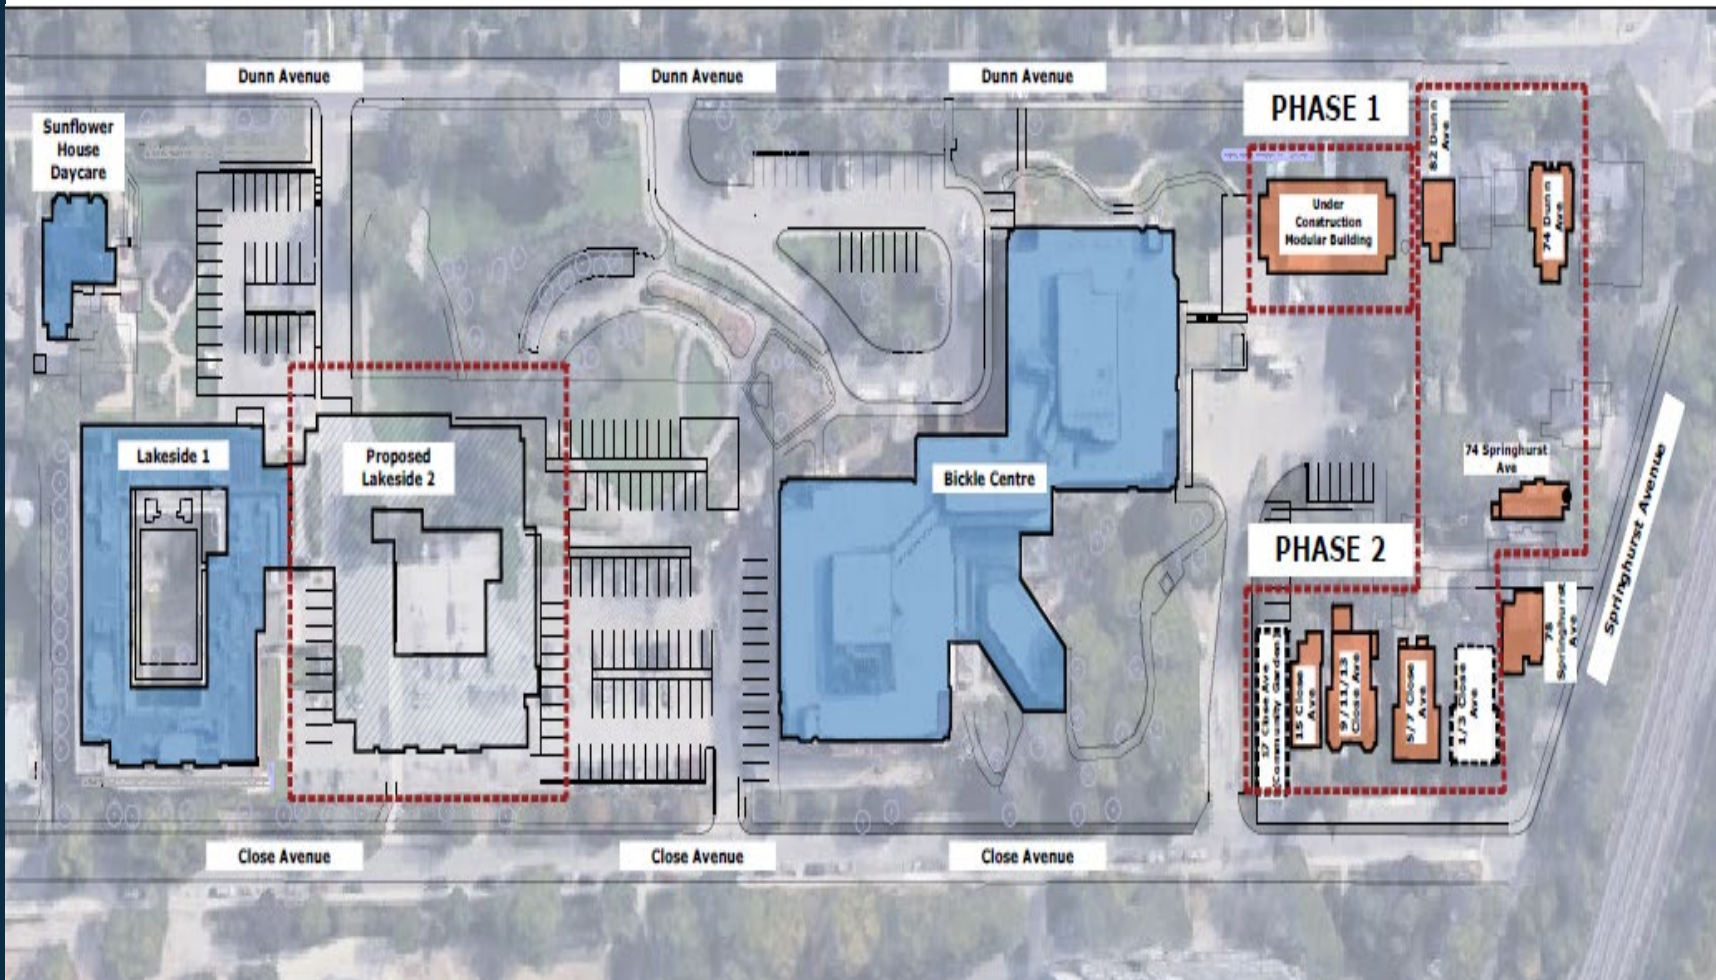 Dunn Avenue
Dunn Avenue
Dunn Avenue
PHASE 1
82 Dunn
Ave
Sunflower
House
Daycare
Under
Construction
Modular Building
74 Dunn
Ave
Lakeside 1
Proposed
Lakeside 2
Bickle Centre
74 Springhurst
Ave
Springhurst Avenue
PHASE 2
17 Close Ave
(Community Garden)
15 Close
Ave
9/11/13
Close Ave
5/7 Close
Ave
1/3 Close
Ave
78
Springhurst
Ave
Close Avenue
Close Avenue
Close Avenue